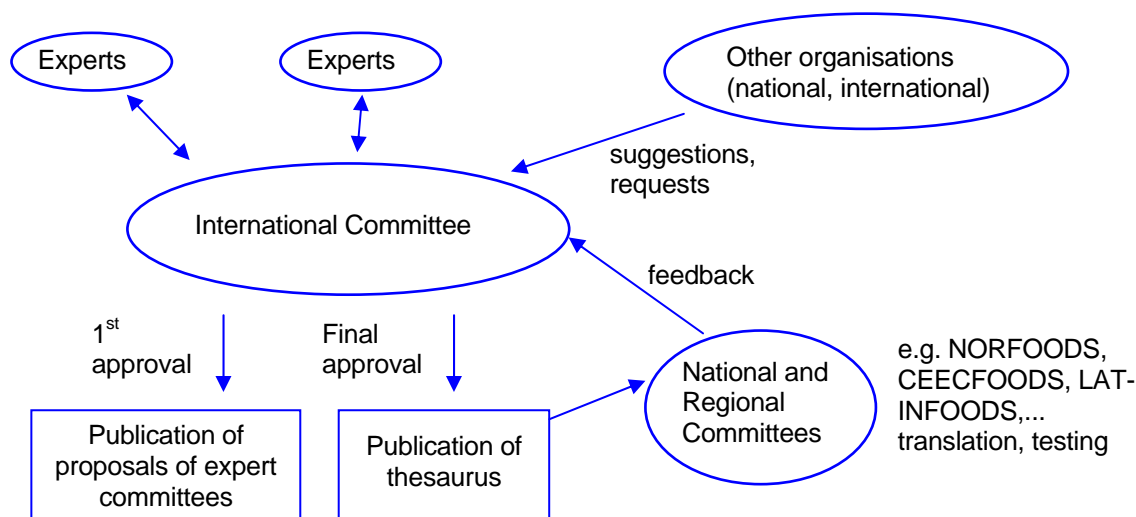 Experts
Experts
Other organisations
(national, international)
suggestions,
requests
International Committee
feedback
1st
approval
Final
approval
National and
Regional
Committees
e.g. NORFOODS,
CEECFOODS, LAT-
INFOODS,...
translation, testing
Publication of
proposals of expert
committees
Publication of
thesaurus